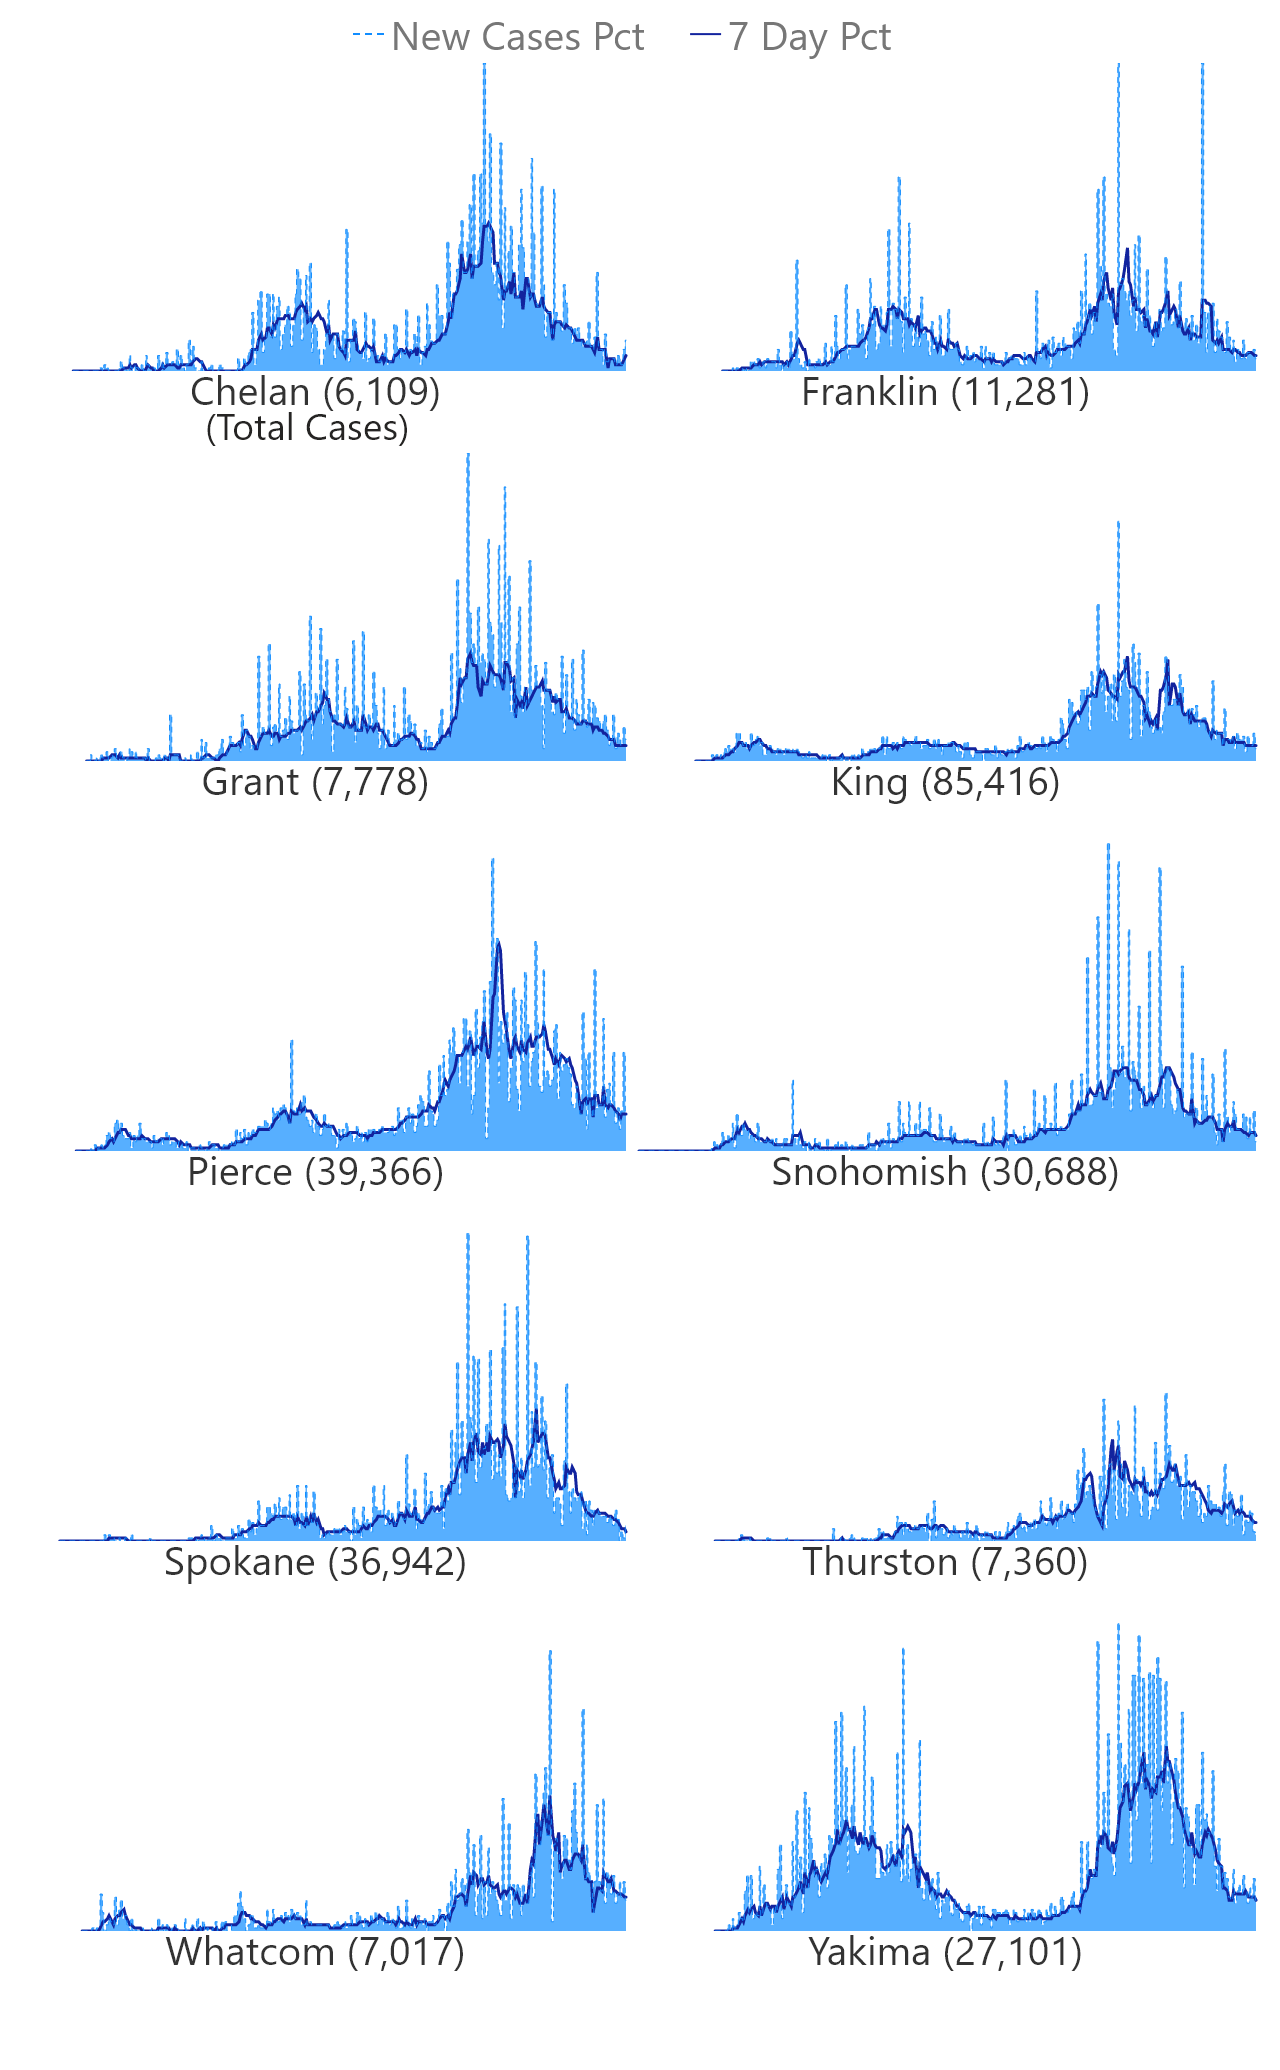 New Cases Pct 7 Day Pct
Chelan (6,109) Franklin (11,281)
(Total Cases)
Grant (7,778) King (85,416)
Pierce (39,366) Snohomish (30,688)
Spokane (36,942) Thurston (7,360)
Whatcom (7,017) Yakima (27,101)